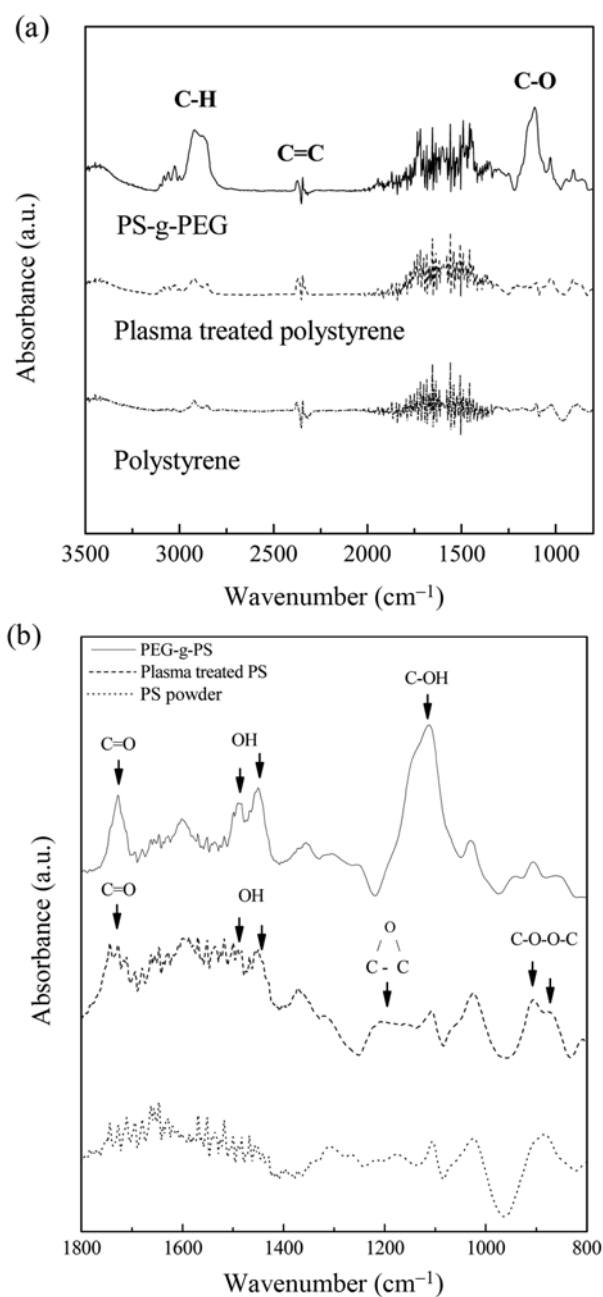 (a)
C-H
C=C
C-O
PS-g-PEG
Plasma treated polystyrene
Polystyrene
Absorbance (a.u.)
3500 3000 2500 2000 1500 1000
Wavenumber (cm⁻¹)
(b)
PEG-g-PS
Plasma treated PS
PS powder
C=O
OH
C-OH
C=O
OH
O
C - C
C-O-O-C
Absorbance (a.u.)
1800 1600 1400 1200 1000 800
Wavenumber (cm⁻¹)